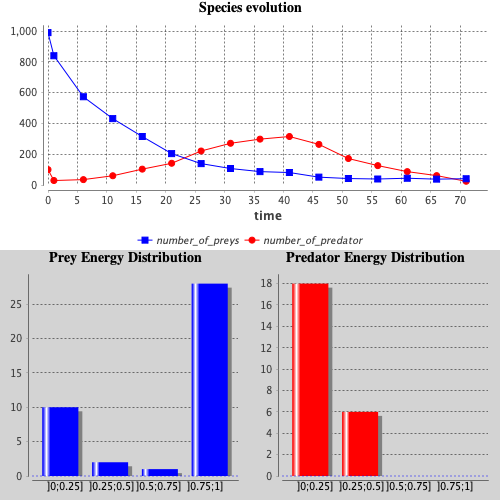 Species evolution
1,000
800
600
400
200
0
0 5 10 15 20 25 30 35 40 45 50 55 60 65 70
time
number_of_preys number_of_predator
Prey Energy Distribution
25
20
15
10
5
0
]0;0.25] ]0.25;0.5] ]0.5;0.75] ]0.75;1]
Predator Energy Distribution
18
16
14
12
10
8
6
4
2
0
]0;0.25] ]0.25;0.5] ]0.5;0.75] ]0.75;1]